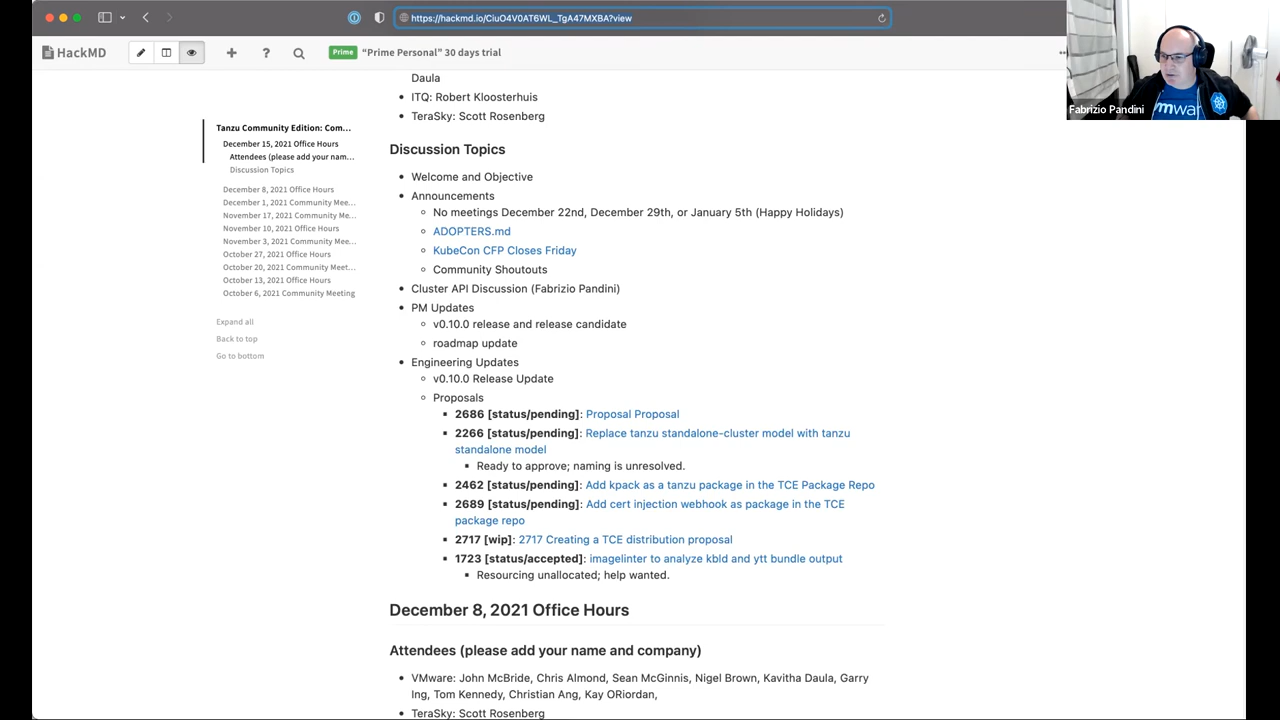 https://hackmd.io/CiuO4V0AT6WL_TgA47MXBA?view
HackMD
Prime
"Prime Personal" 30 days trial
Fabrizio Pandini
mwar
Tanzu Community Edition: Com...
December 15, 2021 Office Hours
Attendees (please add your nam...
Discussion Topics
December 8, 2021 Office Hours
December 1, 2021 Community Mee...
November 17, 2021 Community Me...
November 10, 2021 Office Hours
November 3, 2021 Community Mee...
October 27, 2021 Office Hours
October 20, 2021 Community Meet...
October 13, 2021 Office Hours
October 6, 2021 Community Meeting
Expand all
Back to top
Go to bottom
Daula
ITQ: Robert Kloosterhuis
TeraSky: Scott Rosenberg
Discussion Topics
Welcome and Objective
Announcements
No meetings December 22nd, December 29th, or January 5th (Happy Holidays)
ADOPTERS.md
KubeCon CFP Closes Friday
Community Shoutouts
Cluster API Discussion (Fabrizio Pandini)
PM Updates
v0.10.0 release and release candidate
roadmap update
Engineering Updates
v0.10.0 Release Update
Proposals
2686 [status/pending]: Proposal Proposal
2266 [status/pending]: Replace tanzu standalone-cluster model with tanzu
standalone model
Ready to approve; naming is unresolved.
2462 [status/pending]: Add kpack as a tanzu package in the TCE Package Repo
2689 [status/pending]: Add cert injection webhook as package in the TCE
package repo
2717 [wip]: 2717 Creating a TCE distribution proposal
1723 [status/accepted]: imagelinter to analyze kbld and ytt bundle output
Resourcing unallocated; help wanted.
December 8, 2021 Office Hours
Attendees (please add your name and company)
VMware: John McBride, Chris Almond, Sean McGinnis, Nigel Brown, Kavitha Daula, Garry
Ing, Tom Kennedy, Christian Ang, Kay ORiordan,
TeraSky: Scott Rosenberg